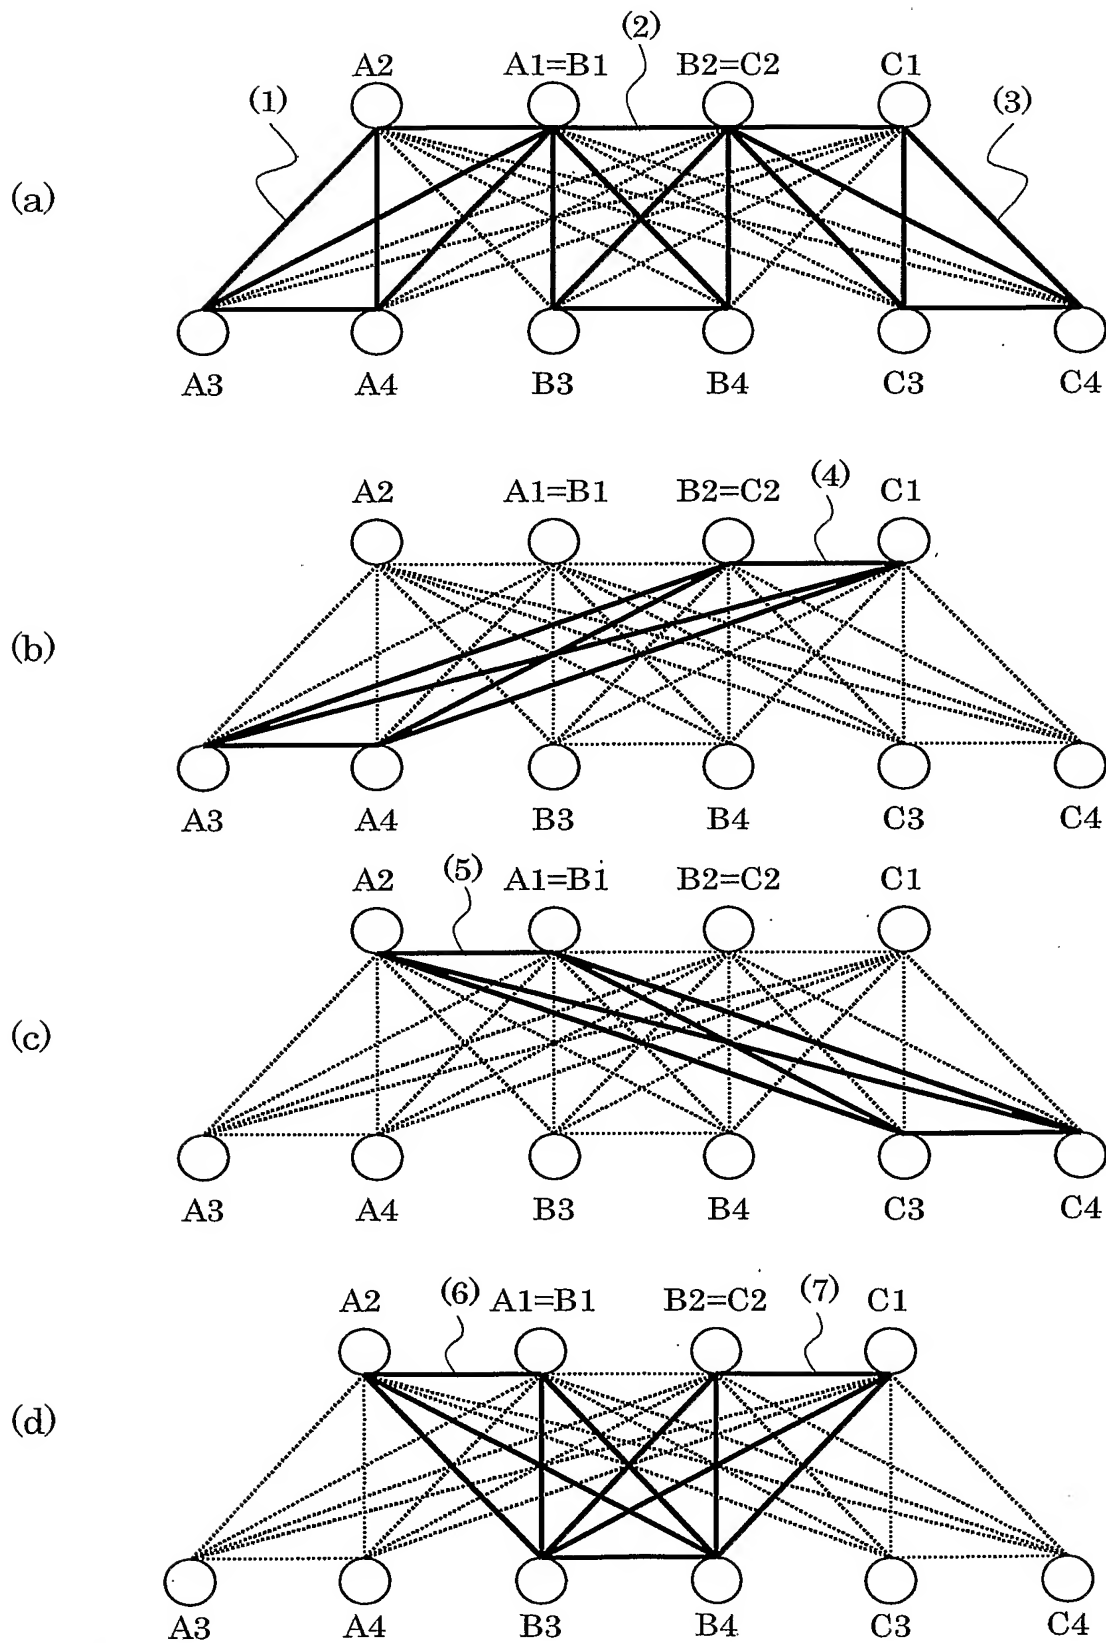 (2)
A2 A1=B1 B2=C2 C1
(1) (3)
(a)
A3 A4 B3 B4 C3 C4
(4)
A2 A1=B1 B2=C2 C1
(b)
A3 A4 B3 B4 C3 C4
(5)
A2 A1=B1 B2=C2 C1
(c)
A3 A4 B3 B4 C3 C4
(6) (7)
A2 A1=B1 B2=C2 C1
(d)
A3 A4 B3 B4 C3 C4